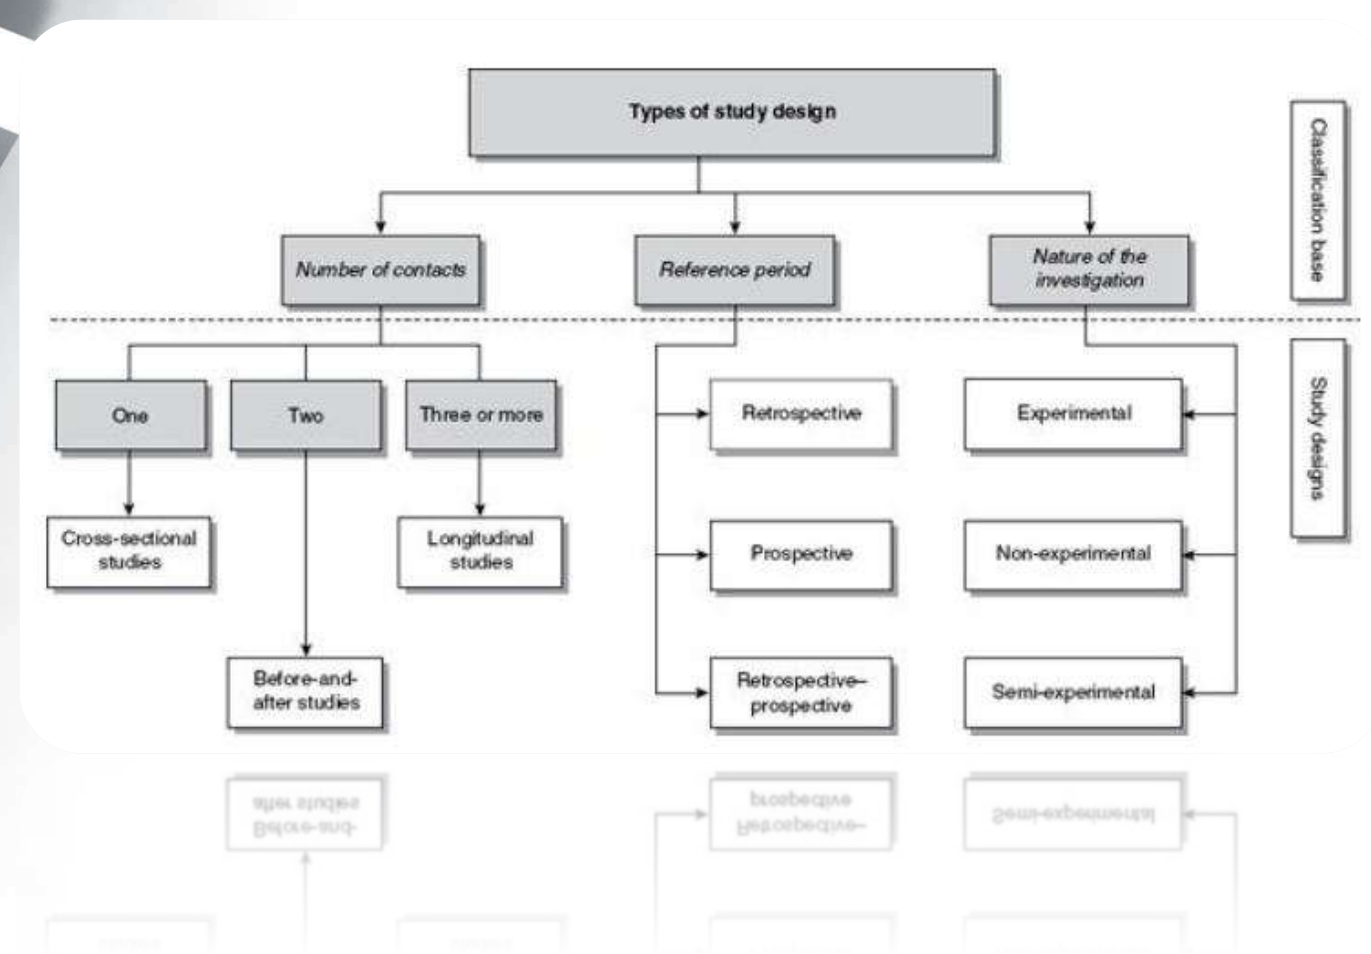 Types of study design
Classification base
Number of contacts
Reference period
Nature of the
investigation
Study designs
One
Two
Three or more
Retrospective
Experimental
Cross-sectional
studies
Longitudinal
studies
Prospective
Non-experimental
Before-and-
after studies
Retrospective–
prospective
Semi-experimental